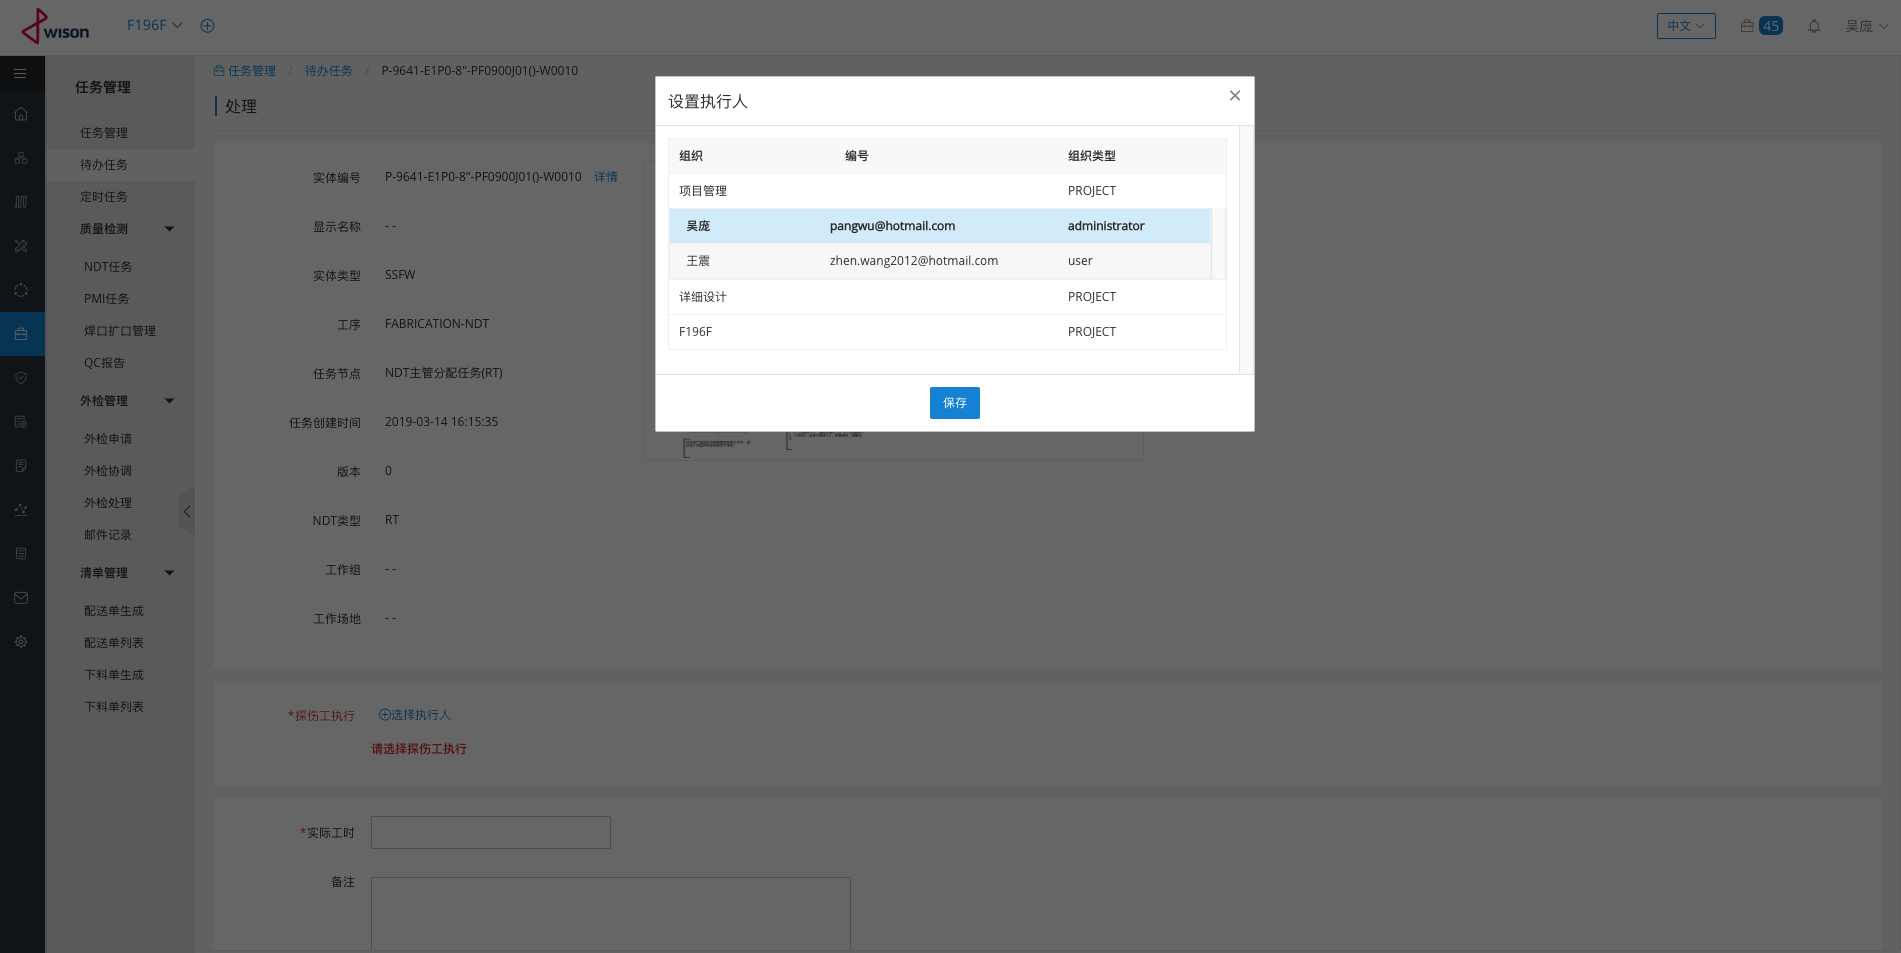 wison
F196F
中文
45
吴庞
任务管理
任务管理
待办任务
定时任务
质量检测
NDT任务
PMI任务
焊口扩口管理
QC报告
外检管理
外检申请
外检协调
外检处理
邮件记录
清单管理
配送单生成
配送单列表
下料单生成
下料单列表
任务管理 / 待办任务 / P-9641-E1P0-8"-PF0900J01()-W0010
处理
实体编号 P-9641-E1P0-8"-PF0900J01()-W0010 详情
显示名称 - -
实体类型 SSFW
工序 FABRICATION-NDT
任务节点 NDT主管分配任务(RT)
任务创建时间 2019-03-14 16:15:35
版本 0
NDT类型 RT
工作组 - -
工作场地 - -
*探伤工执行 选择执行人
请选择探伤工执行
*实际工时
备注
设置执行人
组织 编号 组织类型
项目管理 PROJECT
吴庞 pangwu@hotmail.com administrator
王震 zhen.wang2012@hotmail.com user
详细设计 PROJECT
F196F PROJECT
保存